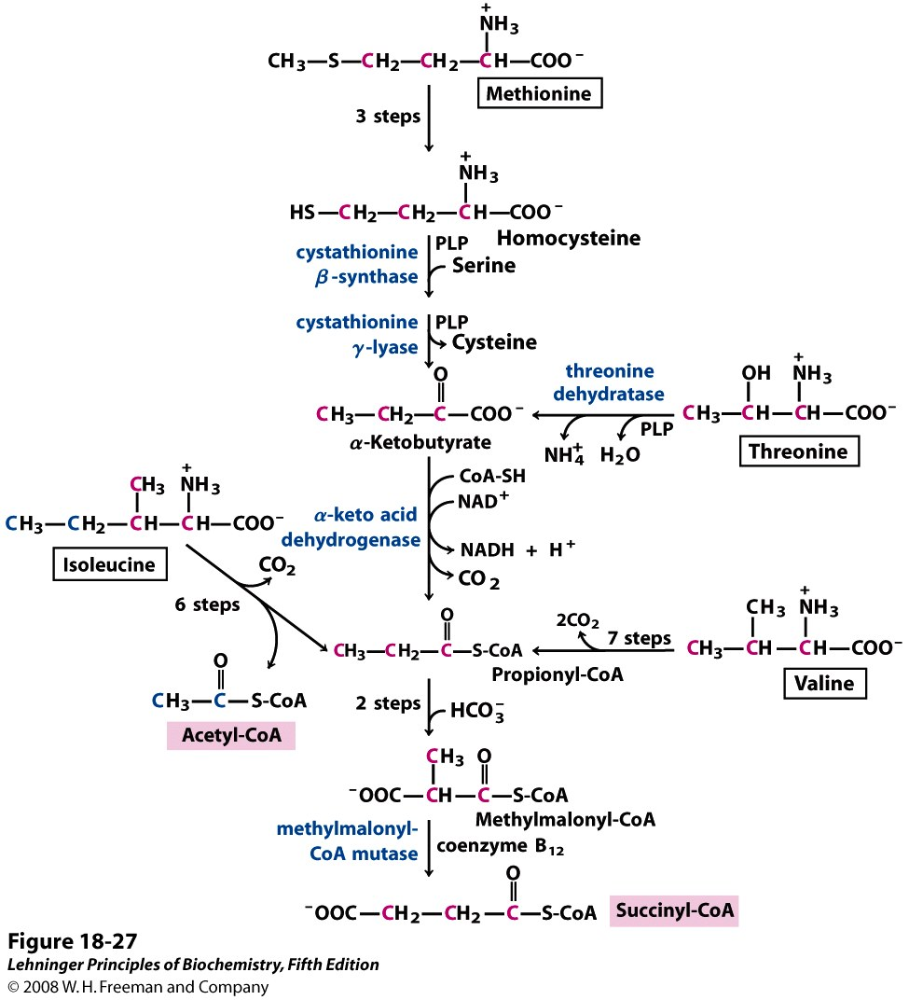 +
NH3
CH3—S—CH2—CH2—CH—COO−
Methionine
3 steps
+
NH3
HS—CH2—CH2—CH—COO−
Homocysteine
cystathionine
β-synthase
PLP
Serine
cystathionine
γ-lyase
PLP
Cysteine
O
CH3—CH2—C—COO−
α-Ketobutyrate
threonine
dehydratase
PLP
NH4+ H2O
OH +
NH3
CH3—CH—CH—COO−
Threonine
CoA-SH
NAD+
α-keto acid
dehydrogenase
NADH + H+
CO2
+
CH3 NH3
CH3—CH2—CH—CH—COO−
Isoleucine
CO2
6 steps
O
CH3—C—S-CoA
Acetyl-CoA
O
CH3—CH2—C—S-CoA
Propionyl-CoA
2CO2
7 steps
+
CH3 NH3
CH3—CH—CH—COO−
Valine
2 steps
HCO3−
CH3 O
−OOC—CH—C—S-CoA
Methylmalonyl-CoA
methylmalonyl-
CoA mutase
coenzyme B12
O
−OOC—CH2—CH2—C—S-CoA
Succinyl-CoA
Figure 18-27
Lehninger Principles of Biochemistry, Fifth Edition
© 2008 W. H. Freeman and Company